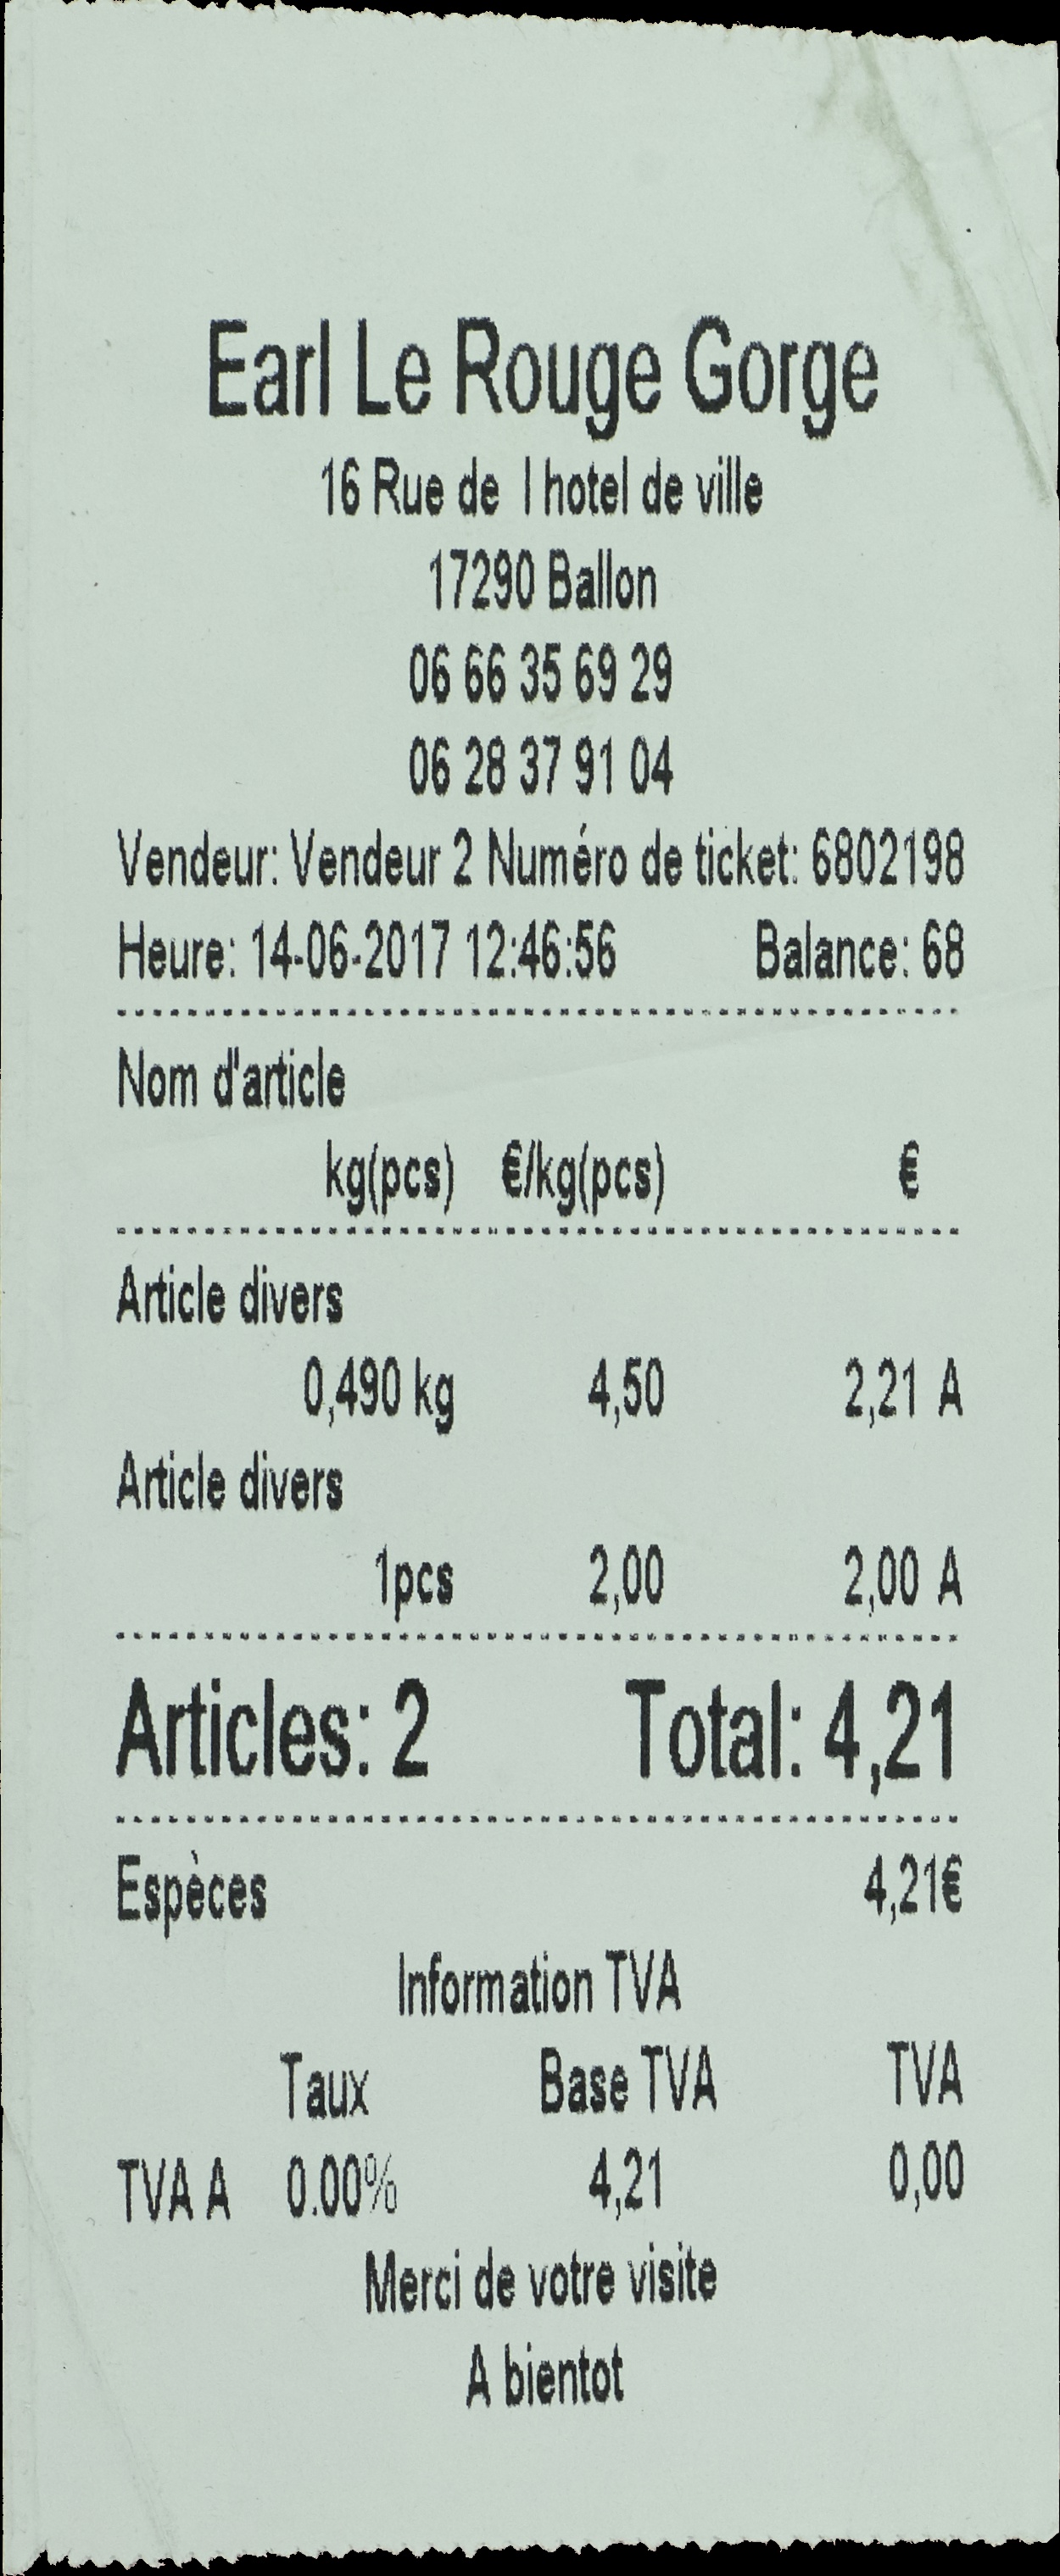 Earl Le Rouge Gorge
16 Rue de l hotel de ville
17290 Ballon
06 66 35 69 29
06 28 37 91 04
Vendeur: Vendeur 2 Numéro de ticket: 6802198
Heure: 14-06-2017 12:46:56 Balance: 68
Nom d'article
kg(pcs) €/kg(pcs) €
Article divers
0,490 kg 4,50 2,21 A
Article divers
1pcs 2,00 2,00 A
Articles: 2 Total: 4,21
Espèces 4,21€
Information TVA
Taux Base TVA TVA
TVA A 0.00% 4,21 0,00
Merci de votre visite
A bientot